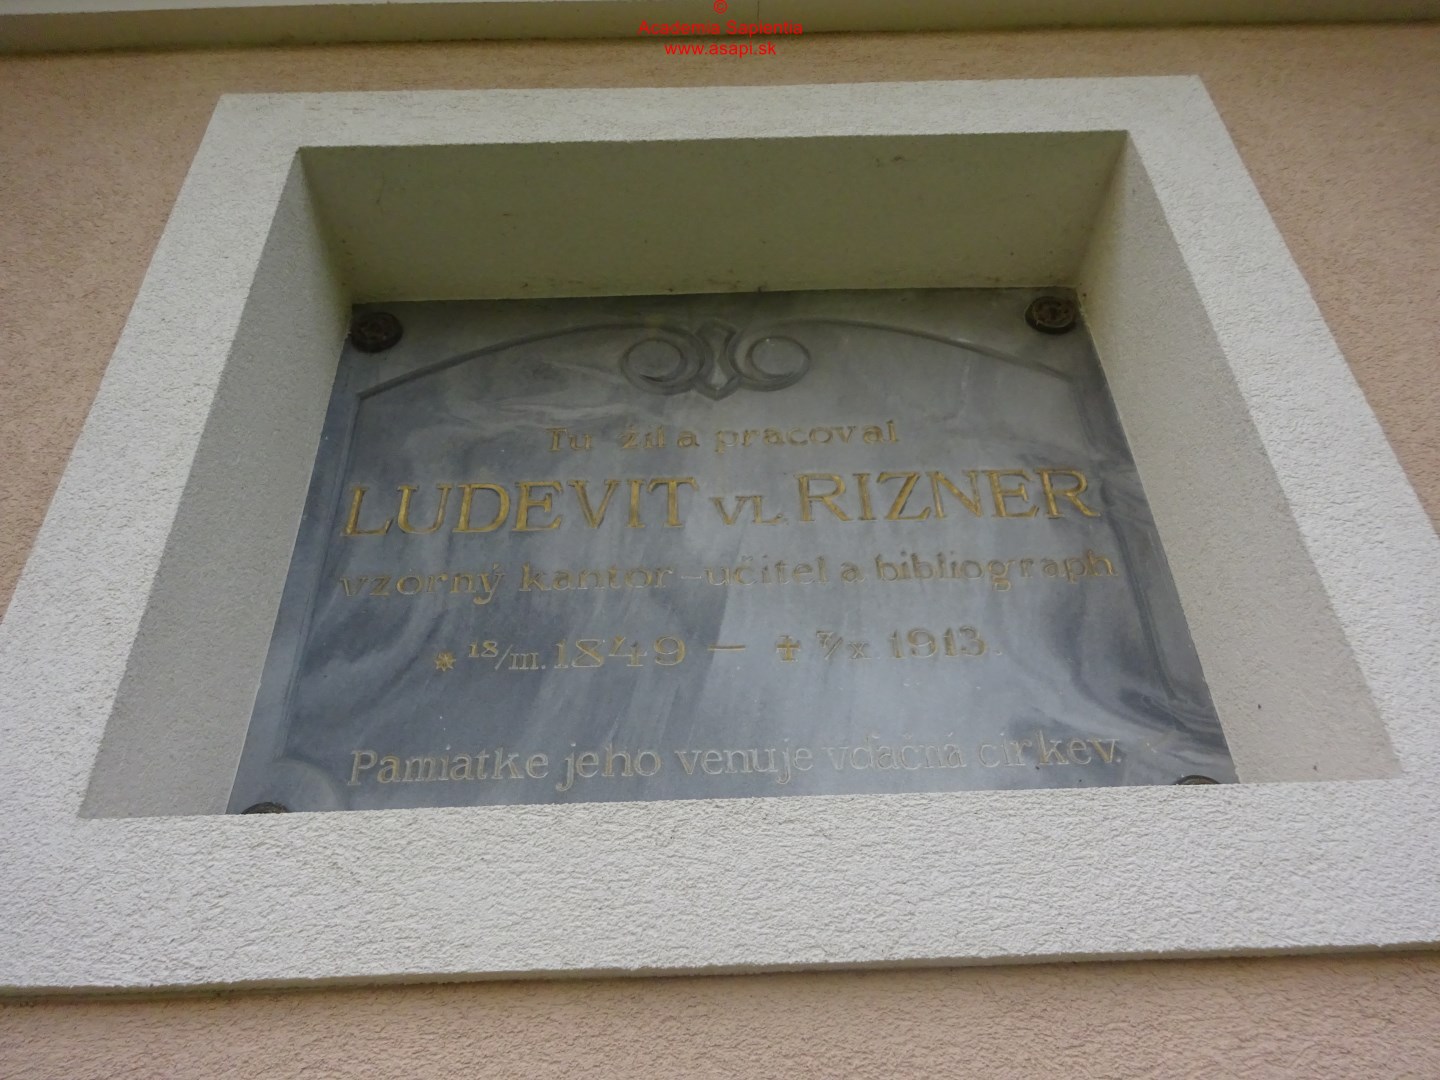 ©
Academia Sapientia
www.asapi.sk
Tu žil a pracoval
LUDEVIT VL. RIZNER
vzorný kantor-učitel a bibliograph
* 18/III. 1849 — † 7/X. 1913.
Pamiatke jeho venuje vďačná cirkev.